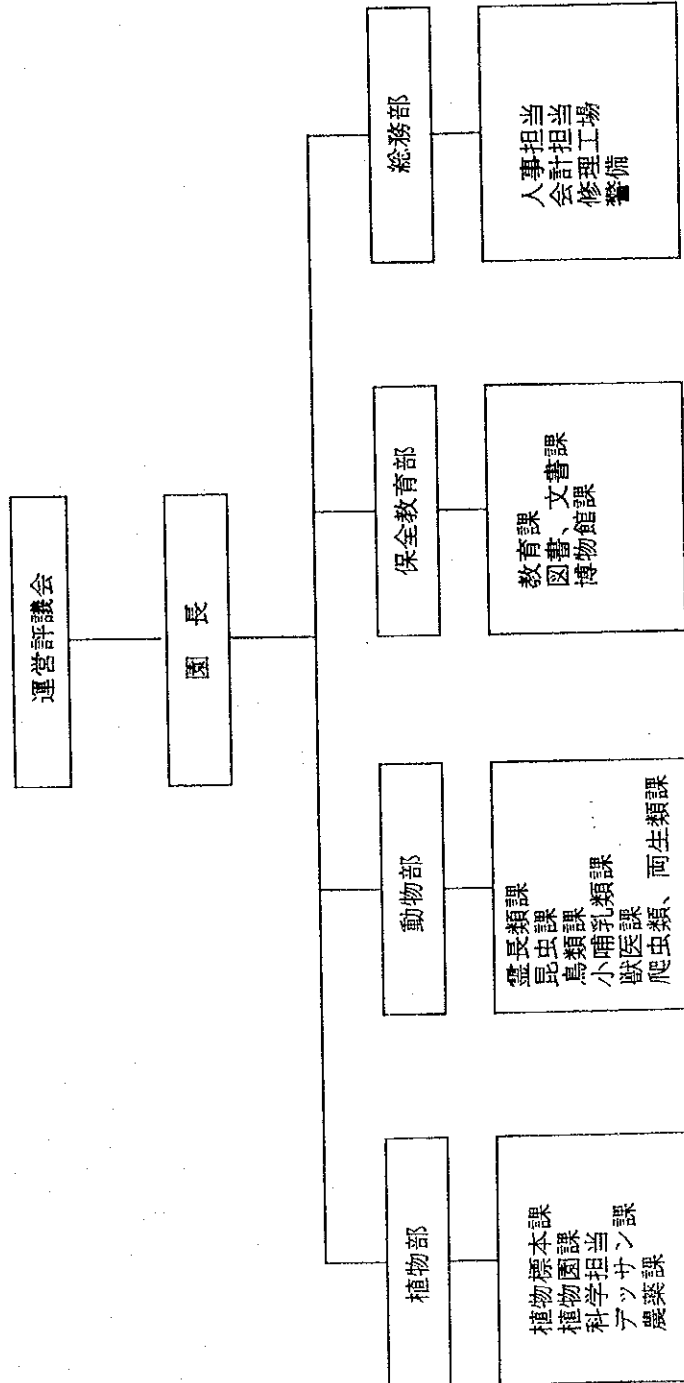 運営評議会
園 長
植物部
動物部
保全教育部
総務部
植物標本課
植物園課
科学担当
デッサン課
農薬課
霊長類課
昆虫課
鳥類課
小哺乳類課
獣医課
爬虫類、両生類課
教育課
図書、文書課
博物館課
人事担当
会計担当
修理工場
警備